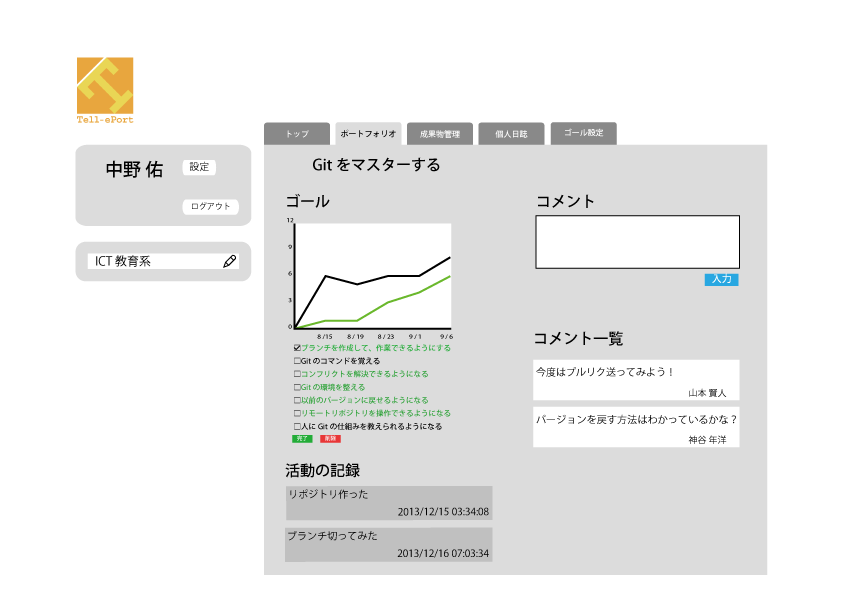 Tell-ePort
中野 佑
設定
ログアウト
ICT 教育系
トップ
ポートフォリオ
成果物管理
個人日誌
ゴール設定
Git をマスターする
ゴール
12
9
6
3
0
8/15 8/19 8/23 9/1 9/6
ブランチを作成して、作業できるようにする
Gitのコマンドを覚える
コンフリクトを解決できるようになる
Gitの環境を整える
以前のバージョンに戻せるようになる
リモートリポジトリを操作できるようになる
人に Git の仕組みを教えられるようになる
完了 削除
活動の記録
リポジトリ作った
2013/12/15 03:34:08
ブランチ切ってみた
2013/12/16 07:03:34
コメント
入力
コメント一覧
今度はプルリク送ってみよう！
山本 賢人
バージョンを戻す方法はわかっているかな？
神谷 年洋